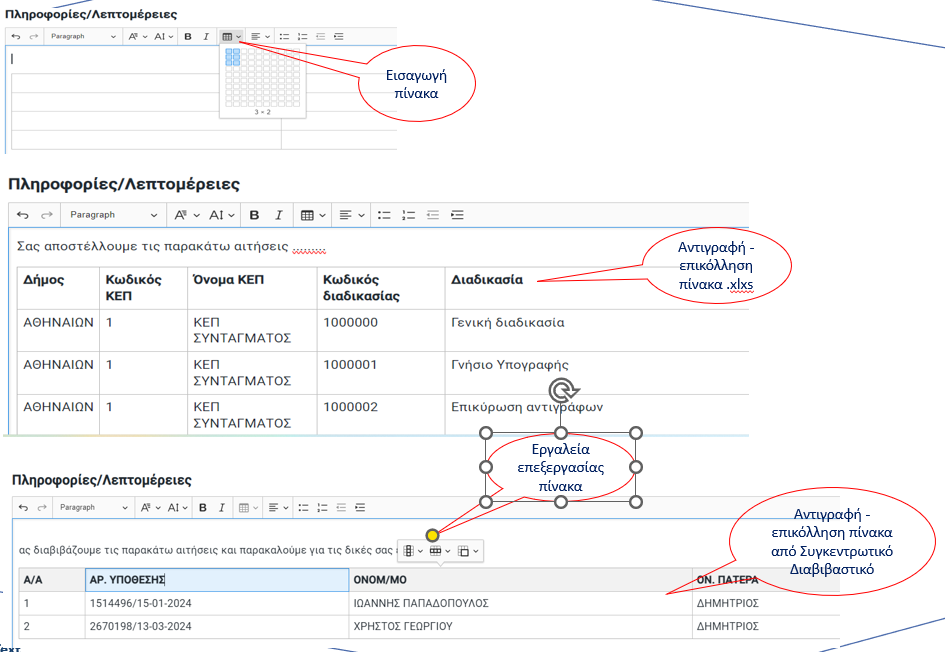 Πληροφορίες/Λεπτομέρειες
Paragraph
B I
3 × 2
Εισαγωγή
πίνακα
Πληροφορίες/Λεπτομέρειες
Paragraph
B I
Σας αποστέλλουμε τις παρακάτω αιτήσεις ........
Αντιγραφή -
επικόλληση
πίνακα .xlxs
Δήμος Κωδικός ΚΕΠ Όνομα ΚΕΠ Κωδικός διαδικασίας Διαδικασία
ΑΘΗΝΑΙΩΝ 1 ΚΕΠ ΣΥΝΤΑΓΜΑΤΟΣ 1000000 Γενική διαδικασία
ΑΘΗΝΑΙΩΝ 1 ΚΕΠ ΣΥΝΤΑΓΜΑΤΟΣ 1000001 Γνήσιο Υπογραφής
ΑΘΗΝΑΙΩΝ 1 ΚΕΠ ΣΥΝΤΑΓΜΑΤΟΣ 1000002 Επικύρωση αντιγράφων
Εργαλεία
επεξεργασίας
πίνακα
Πληροφορίες/Λεπτομέρειες
Paragraph
B I
ας διαβιβάζουμε τις παρακάτω αιτήσεις και παρακαλούμε για τις δικές σας
Αντιγραφή -
επικόλληση πίνακα
από Συγκεντρωτικό
Διαβιβαστικό
Α/Α ΑΡ. ΥΠΟΘΕΣΗΣ ΟΝΟΜ/ΜΟ ΟΝ. ΠΑΤΕΡΑ
1 1514496/15-01-2024 ΙΩΑΝΝΗΣ ΠΑΠΑΔΟΠΟΥΛΟΣ ΔΗΜΗΤΡΙΟΣ
2 2670198/13-03-2024 ΧΡΗΣΤΟΣ ΓΕΩΡΓΙΟΥ ΔΗΜΗΤΡΙΟΣ